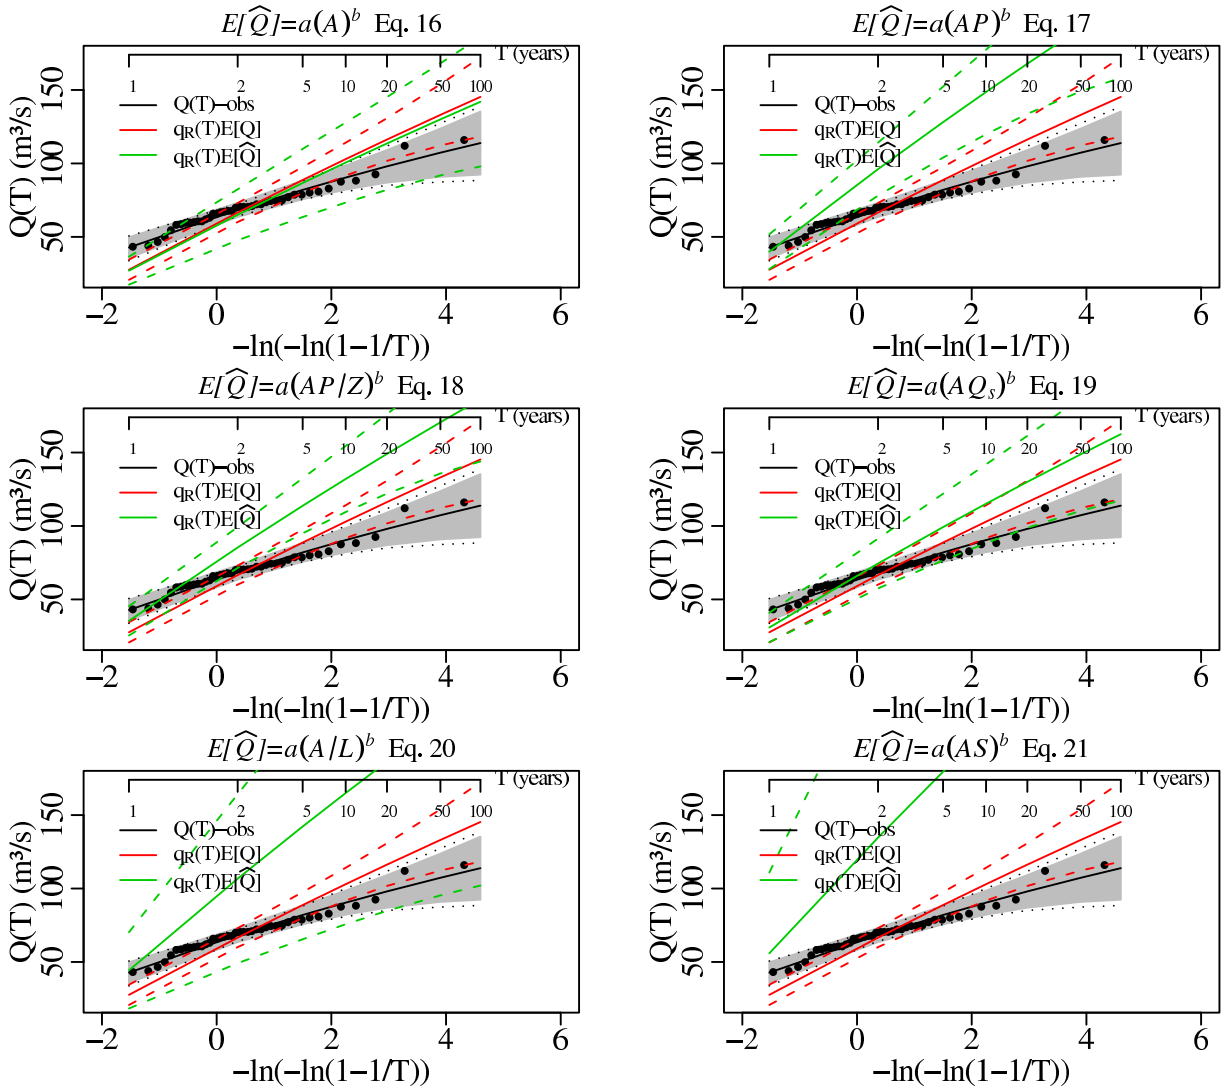 E[Q̂]=a(A)ᵇ Eq. 16
T (years)
1 2 5 10 20 50 100
Q(T)−obs
qR(T)E[Q]
qR(T)E[Q̂]
Q(T) (m³/s)
50 100 150
−2 0 2 4 6
−ln(−ln(1−1/T))
E[Q̂]=a(AP)ᵇ Eq. 17
T (years)
1 2 5 10 20 50 100
Q(T)−obs
qR(T)E[Q]
qR(T)E[Q̂]
Q(T) (m³/s)
50 100 150
−2 0 2 4 6
−ln(−ln(1−1/T))
E[Q̂]=a(AP/Z)ᵇ Eq. 18
T (years)
1 2 5 10 20 50 100
Q(T)−obs
qR(T)E[Q]
qR(T)E[Q̂]
Q(T) (m³/s)
50 100 150
−2 0 2 4 6
−ln(−ln(1−1/T))
E[Q̂]=a(AQₛ)ᵇ Eq. 19
T (years)
1 2 5 10 20 50 100
Q(T)−obs
qR(T)E[Q]
qR(T)E[Q̂]
Q(T) (m³/s)
50 100 150
−2 0 2 4 6
−ln(−ln(1−1/T))
E[Q̂]=a(A/L)ᵇ Eq. 20
T (years)
1 2 5 10 20 50 100
Q(T)−obs
qR(T)E[Q]
qR(T)E[Q̂]
Q(T) (m³/s)
50 100 150
−2 0 2 4 6
−ln(−ln(1−1/T))
E[Q̂]=a(AS)ᵇ Eq. 21
T (years)
1 2 5 10 20 50 100
Q(T)−obs
qR(T)E[Q]
qR(T)E[Q̂]
Q(T) (m³/s)
50 100 150
−2 0 2 4 6
−ln(−ln(1−1/T))